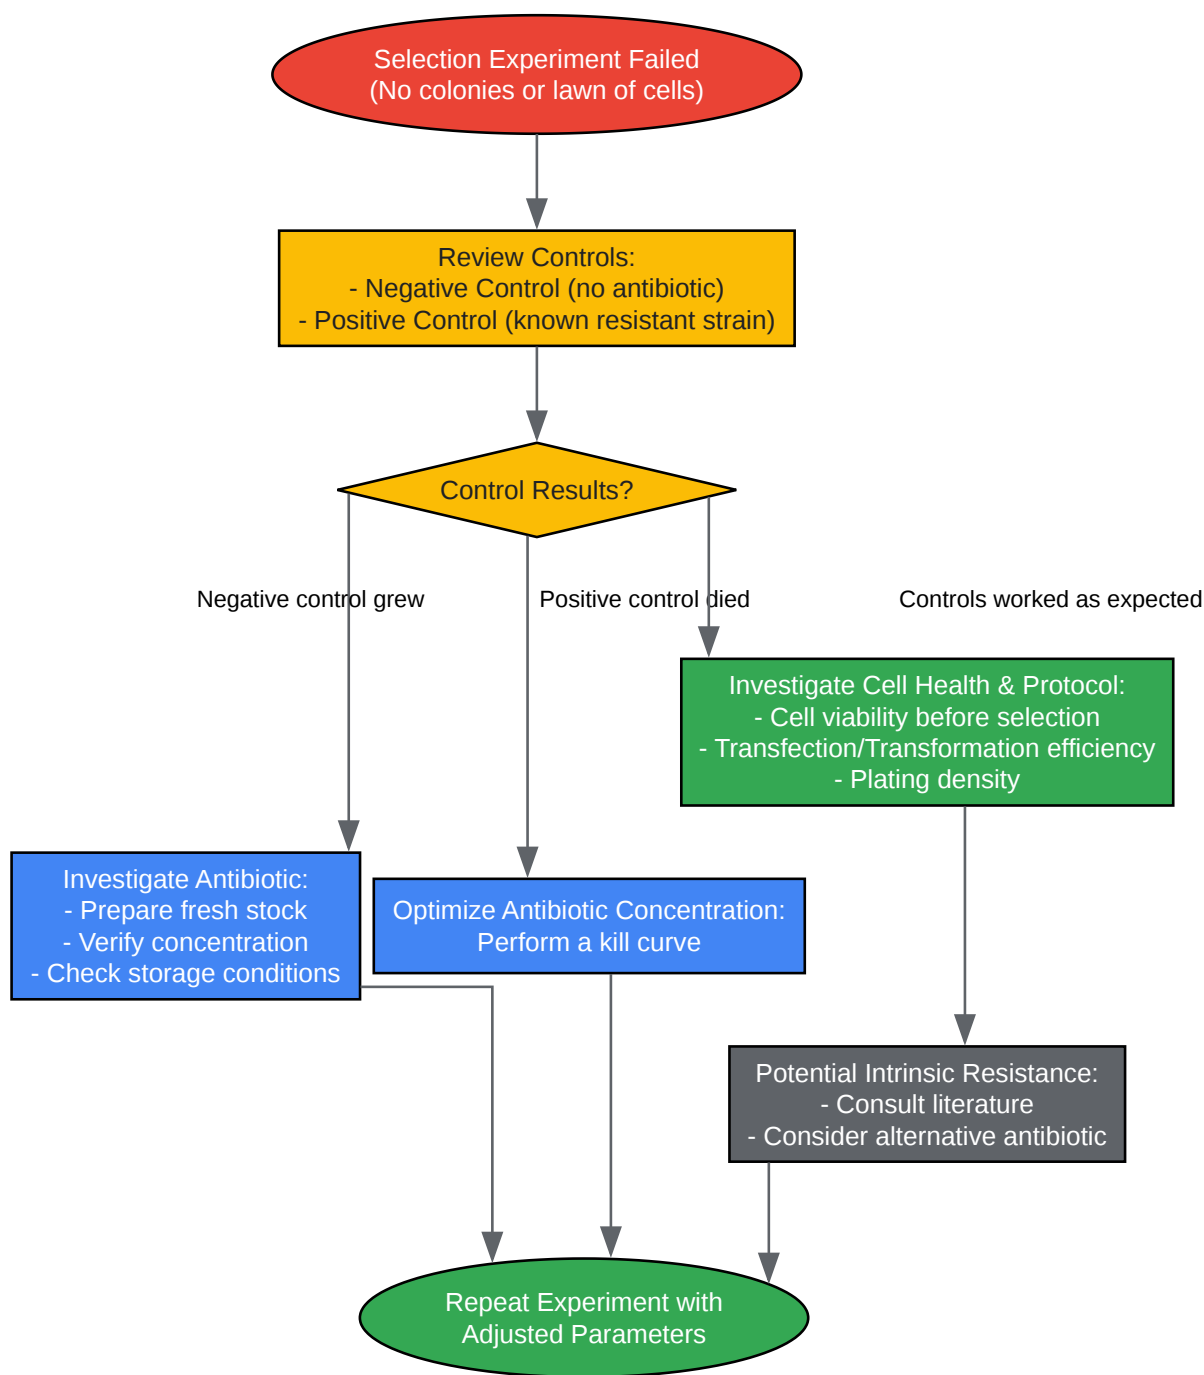 Selection Experiment Failed
(No colonies or lawn of cells)
Review Controls:
- Negative Control (no antibiotic)
- Positive Control (known resistant strain)
Control Results?
Negative control grew
Positive control died
Controls worked as expected
Investigate Cell Health & Protocol:
- Cell viability before selection
- Transfection/Transformation efficiency
- Plating density
Investigate Antibiotic:
- Prepare fresh stock
- Verify concentration
- Check storage conditions
Optimize Antibiotic Concentration:
Perform a kill curve
Potential Intrinsic Resistance:
- Consult literature
- Consider alternative antibiotic
Repeat Experiment with
Adjusted Parameters